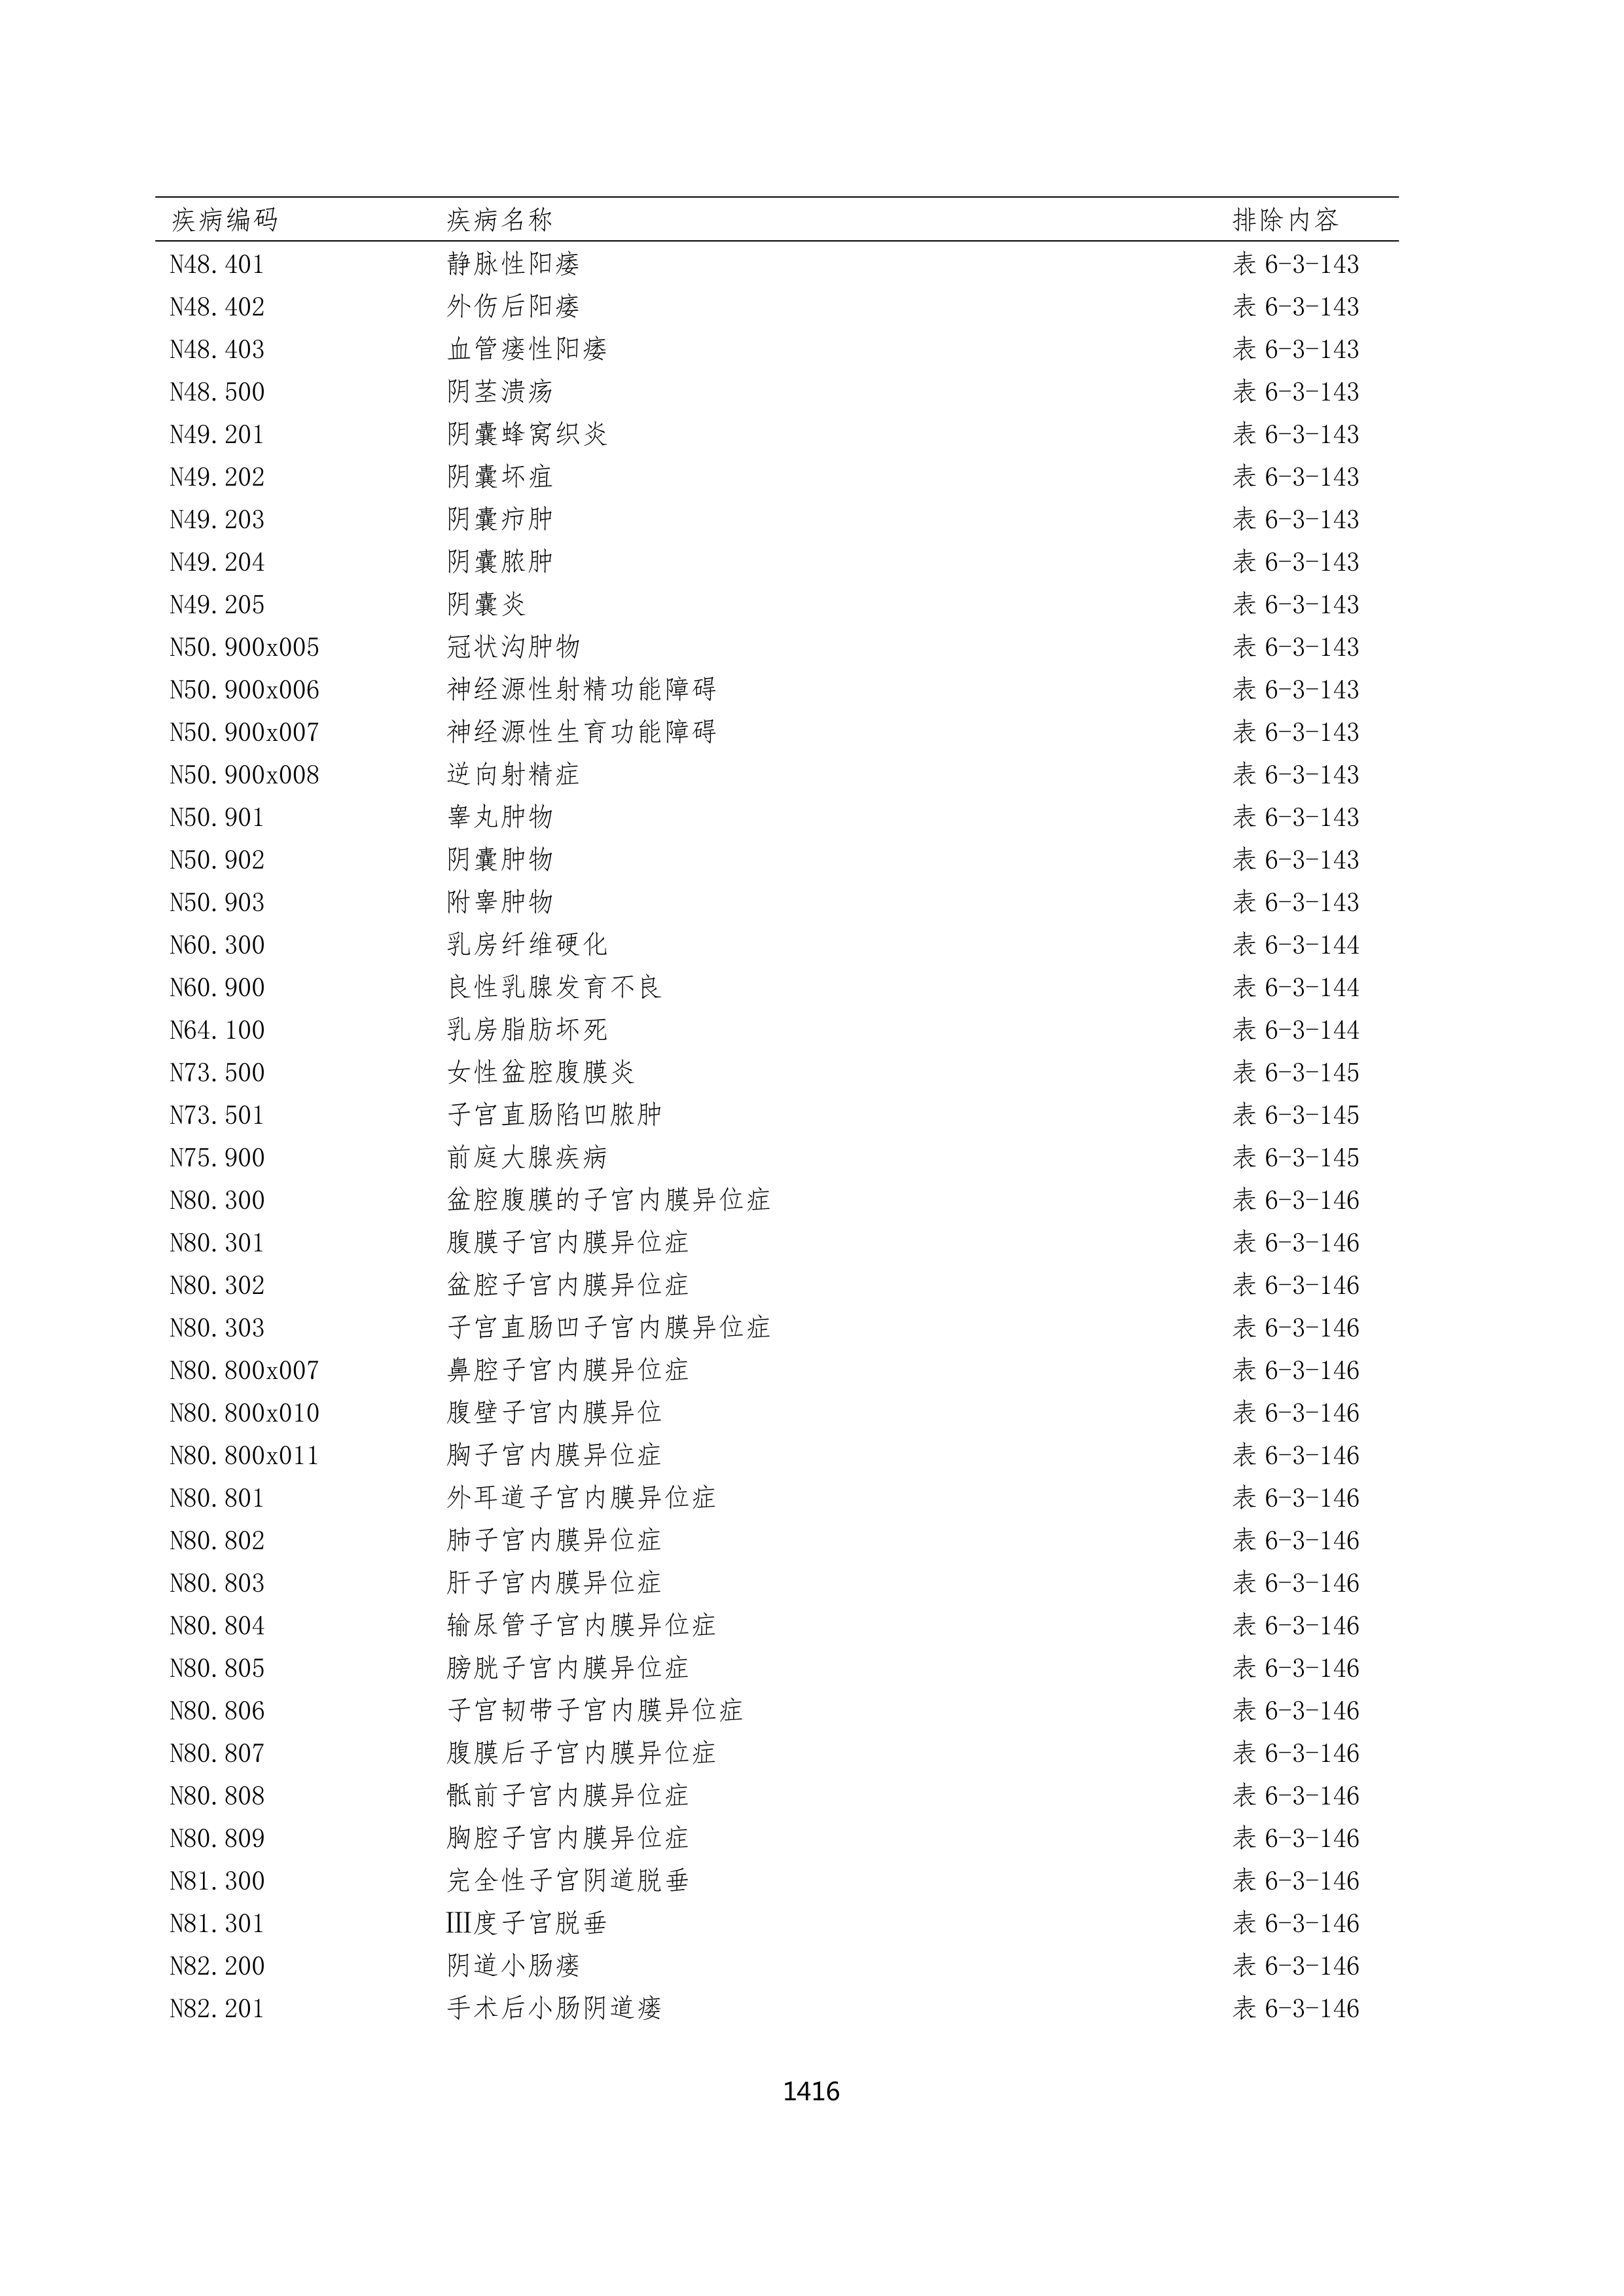 疾病编码 疾病名称 排除内容
N48.401 静脉性阳痿 表 6-3-143
N48.402 外伤后阳痿 表 6-3-143
N48.403 血管瘘性阳痿 表 6-3-143
N48.500 阴茎溃疡 表 6-3-143
N49.201 阴囊蜂窝织炎 表 6-3-143
N49.202 阴囊坏疽 表 6-3-143
N49.203 阴囊疖肿 表 6-3-143
N49.204 阴囊脓肿 表 6-3-143
N49.205 阴囊炎 表 6-3-143
N50.900x005 冠状沟肿物 表 6-3-143
N50.900x006 神经源性射精功能障碍 表 6-3-143
N50.900x007 神经源性生育功能障碍 表 6-3-143
N50.900x008 逆向射精症 表 6-3-143
N50.901 睾丸肿物 表 6-3-143
N50.902 阴囊肿物 表 6-3-143
N50.903 附睾肿物 表 6-3-143
N60.300 乳房纤维硬化 表 6-3-144
N60.900 良性乳腺发育不良 表 6-3-144
N64.100 乳房脂肪坏死 表 6-3-144
N73.500 女性盆腔腹膜炎 表 6-3-145
N73.501 子宫直肠陷凹脓肿 表 6-3-145
N75.900 前庭大腺疾病 表 6-3-145
N80.300 盆腔腹膜的子宫内膜异位症 表 6-3-146
N80.301 腹膜子宫内膜异位症 表 6-3-146
N80.302 盆腔子宫内膜异位症 表 6-3-146
N80.303 子宫直肠凹子宫内膜异位症 表 6-3-146
N80.800x007 鼻腔子宫内膜异位症 表 6-3-146
N80.800x010 腹壁子宫内膜异位 表 6-3-146
N80.800x011 胸子宫内膜异位症 表 6-3-146
N80.801 外耳道子宫内膜异位症 表 6-3-146
N80.802 肺子宫内膜异位症 表 6-3-146
N80.803 肝子宫内膜异位症 表 6-3-146
N80.804 输尿管子宫内膜异位症 表 6-3-146
N80.805 膀胱子宫内膜异位症 表 6-3-146
N80.806 子宫韧带子宫内膜异位症 表 6-3-146
N80.807 腹膜后子宫内膜异位症 表 6-3-146
N80.808 骶前子宫内膜异位症 表 6-3-146
N80.809 胸腔子宫内膜异位症 表 6-3-146
N81.300 完全性子宫阴道脱垂 表 6-3-146
N81.301 Ⅲ度子宫脱垂 表 6-3-146
N82.200 阴道小肠瘘 表 6-3-146
N82.201 手术后小肠阴道瘘 表 6-3-146
1416